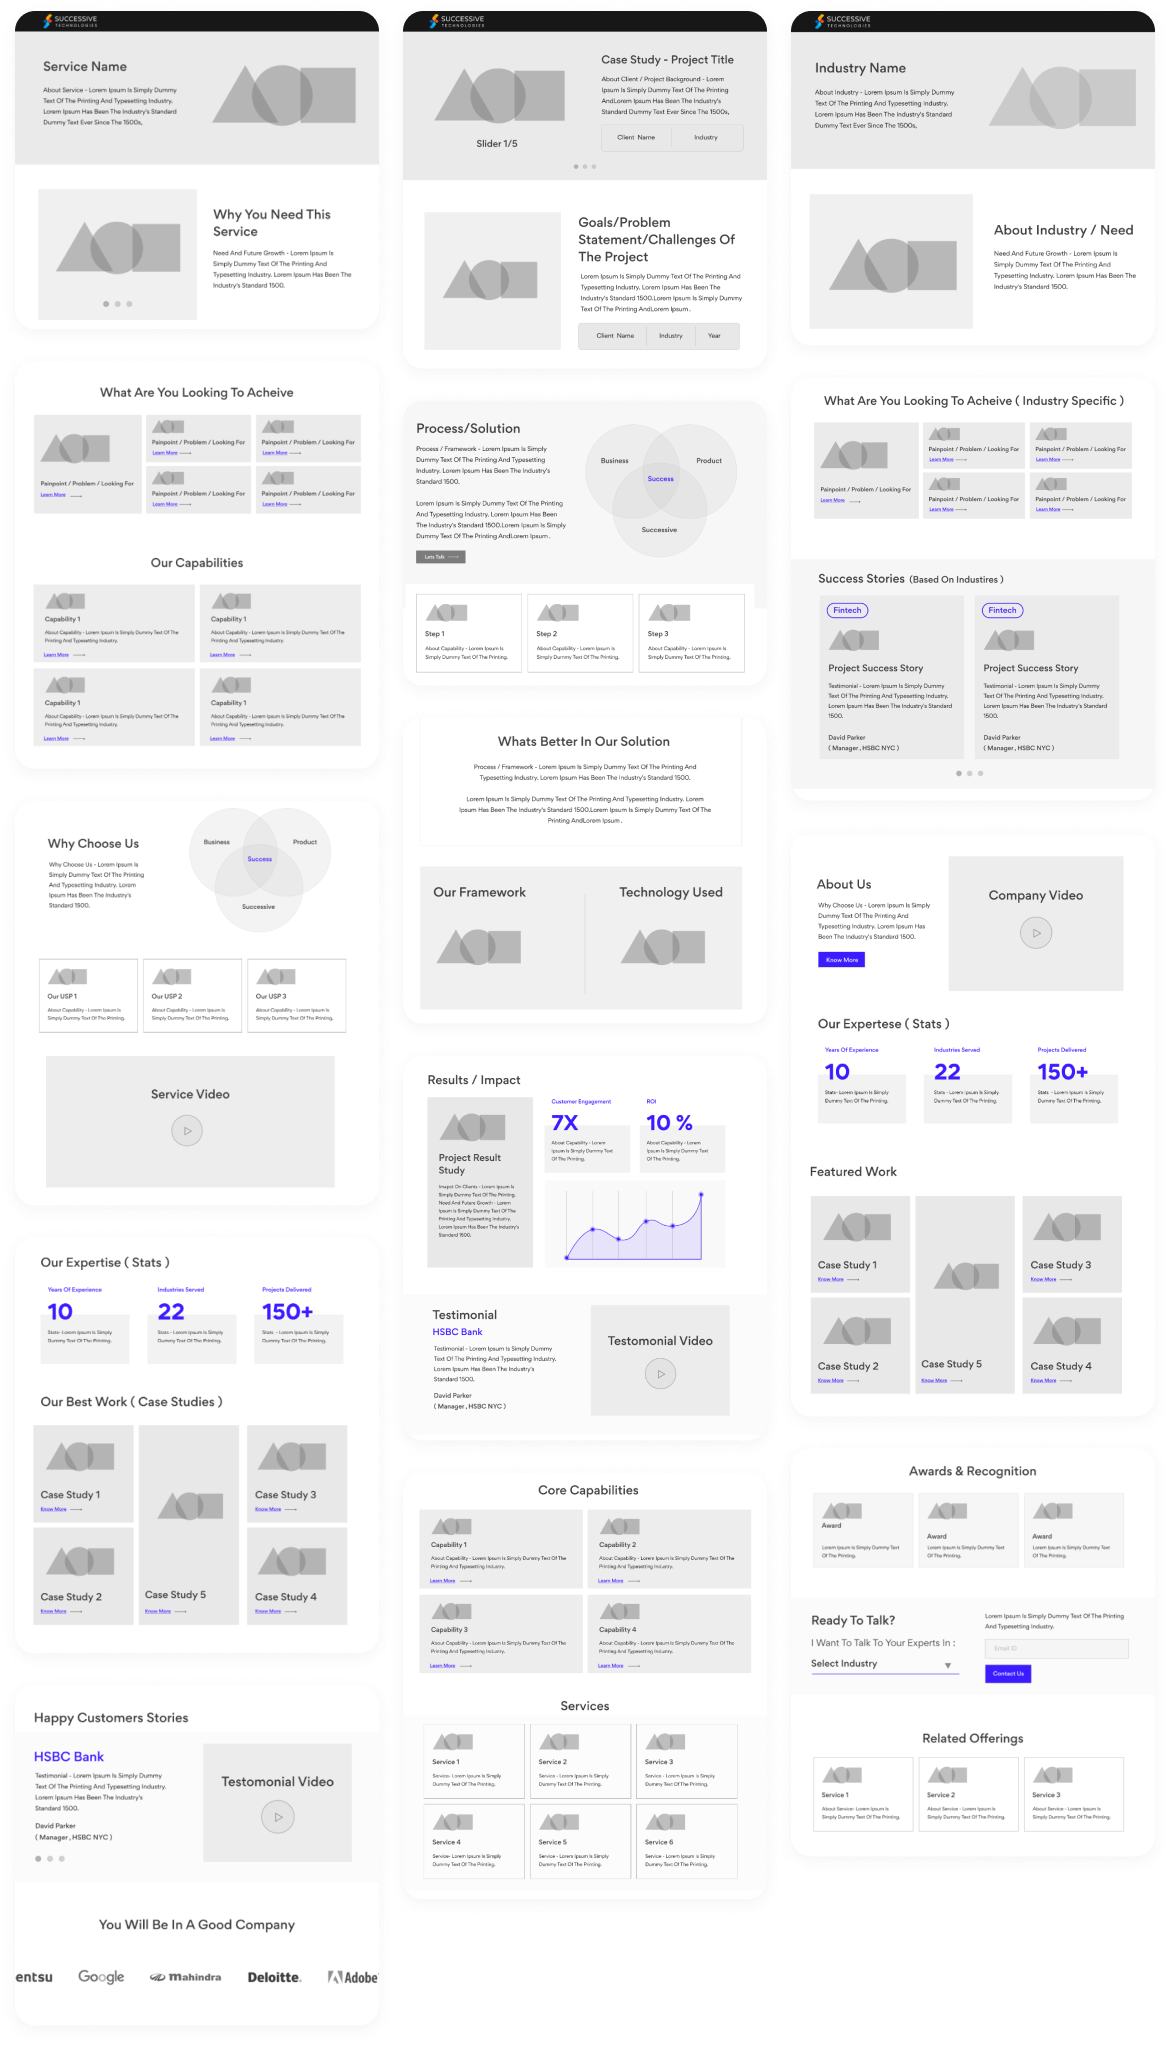 SUCCESSIVE
TECHNOLOGIES
Service Name
About Service - Lorem Ipsum Is Simply Dummy
Text Of The Printing And Typesetting Industry.
Lorem Ipsum Has Been The Industry's Standard
Dummy Text Ever Since The 1500s,
Why You Need This
Service
Need And Future Growth - Lorem Ipsum Is
Simply Dummy Text Of The Printing And
Typesetting Industry. Lorem Ipsum Has Been The
Industry's Standard 1500.
What Are You Looking To Acheive
Painpoint / Problem / Looking For
Learn More
Painpoint / Problem / Looking For
Learn More
Painpoint / Problem / Looking For
Learn More
Painpoint / Problem / Looking For
Learn More
Painpoint / Problem / Looking For
Learn More
Our Capabilities
Capability 1
About Capability - Lorem Ipsum Is Simply Dummy Text Of The
Printing And Typesetting Industry.
Learn More
Capability 1
About Capability - Lorem Ipsum Is Simply Dummy Text Of The
Printing And Typesetting Industry.
Learn More
Capability 1
About Capability - Lorem Ipsum Is Simply Dummy Text Of The
Printing And Typesetting Industry.
Learn More
Capability 1
About Capability - Lorem Ipsum Is Simply Dummy Text Of The
Printing And Typesetting Industry.
Learn More
Why Choose Us
Why Choose Us - Lorem Ipsum Is
Simply Dummy Text Of The Printing
And Typesetting Industry. Lorem
Ipsum Has Been The Industry's
Standard 1500.
Business
Product
Success
Successive
Our USP 1
About Capability - Lorem Ipsum Is
Simply Dummy Text Of The Printing.
Our USP 2
About Capability - Lorem Ipsum Is
Simply Dummy Text Of The Printing.
Our USP 3
About Capability - Lorem Ipsum Is
Simply Dummy Text Of The Printing.
Service Video
Our Expertise ( Stats )
Years Of Experience
10
Stats- Lorem Ipsum Is Simply
Dummy Text Of The Printing.
Industries Served
22
Stats - Lorem Ipsum Is Simply
Dummy Text Of The Printing.
Projects Delivered
150+
Stats - Lorem Ipsum Is Simply
Dummy Text Of The Printing.
Our Best Work ( Case Studies )
Case Study 1
Know More
Case Study 2
Know More
Case Study 5
Know More
Case Study 3
Know More
Case Study 4
Know More
Happy Customers Stories
HSBC Bank
Testimonial - Lorem Ipsum Is Simply Dummy
Text Of The Printing And Typesetting Industry.
Lorem Ipsum Has Been The Industry's
Standard 1500.
David Parker
( Manager , HSBC NYC )
Testomonial Video
You Will Be In A Good Company
entsu
Google
mahindra
Deloitte.
Adobe
SUCCESSIVE
TECHNOLOGIES
Slider 1/5
Case Study - Project Title
About Client / Project Background - Lorem
Ipsum Is Simply Dummy Text Of The Printing
AndLorem Ipsum Has Been The Industry's
Standard Dummy Text Ever Since The 1500s,
Client Name
Industry
Goals/Problem
Statement/Challenges Of
The Project
Lorem Ipsum Is Simply Dummy Text Of The Printing And
Typesetting Industry. Lorem Ipsum Has Been The
Industry's Standard 1500.Lorem Ipsum Is Simply Dummy
Text Of The Printing AndLorem Ipsum .
Client Name
Industry
Year
Process/Solution
Process / Framework - Lorem Ipsum Is Simply
Dummy Text Of The Printing And Typesetting
Industry. Lorem Ipsum Has Been The Industry's
Standard 1500.
Lorem Ipsum Is Simply Dummy Text Of The Printing
And Typesetting Industry. Lorem Ipsum Has Been
The Industry's Standard 1500.Lorem Ipsum Is Simply
Dummy Text Of The Printing AndLorem Ipsum .
Lets Talk
Business
Product
Success
Successive
Step 1
About Capability - Lorem Ipsum Is
Simply Dummy Text Of The Printing.
Step 2
About Capability - Lorem Ipsum Is
Simply Dummy Text Of The Printing.
Step 3
About Capability - Lorem Ipsum Is
Simply Dummy Text Of The Printing.
Whats Better In Our Solution
Process / Framework - Lorem Ipsum Is Simply Dummy Text Of The Printing And
Typesetting Industry. Lorem Ipsum Has Been The Industry's Standard 1500.
Lorem Ipsum Is Simply Dummy Text Of The Printing And Typesetting Industry. Lorem
Ipsum Has Been The Industry's Standard 1500.Lorem Ipsum Is Simply Dummy Text Of The
Printing AndLorem Ipsum .
Our Framework
Technology Used
Results / Impact
Project Result
Study
Imapct On Clients - Lorem Ipsum Is
Simply Dummy Text Of The Printing.
Need And Future Growth - Lorem
Ipsum Is Simply Dummy Text Of The
Printing And Typesetting Industry.
Lorem Ipsum Has Been The Industry's
Standard 1500.
Customer Engagement
7X
About Capability - Lorem
Ipsum Is Simply Dummy Text
Of The Printing.
ROI
10 %
About Capability - Lorem
Ipsum Is Simply Dummy Text
Of The Printing.
Testimonial
HSBC Bank
Testimonial - Lorem Ipsum Is Simply Dummy
Text Of The Printing And Typesetting Industry.
Lorem Ipsum Has Been The Industry's
Standard 1500.
David Parker
( Manager , HSBC NYC )
Testomonial Video
Core Capabilities
Capability 1
About Capability - Lorem Ipsum Is Simply Dummy Text Of The
Printing And Typesetting Industry.
Learn More
Capability 2
About Capability - Lorem Ipsum Is Simply Dummy Text Of The
Printing And Typesetting Industry.
Learn More
Capability 3
About Capability - Lorem Ipsum Is Simply Dummy Text Of The
Printing And Typesetting Industry.
Learn More
Capability 4
About Capability - Lorem Ipsum Is Simply Dummy Text Of The
Printing And Typesetting Industry.
Learn More
Services
Service 1
Service- Lorem Ipsum Is Simply
Dummy Text Of The Printing.
Service 2
Service - Lorem Ipsum Is Simply
Dummy Text Of The Printing.
Service 3
Service - Lorem Ipsum Is Simply
Dummy Text Of The Printing.
Service 4
Service- Lorem Ipsum Is Simply
Dummy Text Of The Printing.
Service 5
Service - Lorem Ipsum Is Simply
Dummy Text Of The Printing.
Service 6
Service - Lorem Ipsum Is Simply
Dummy Text Of The Printing.
SUCCESSIVE
TECHNOLOGIES
Industry Name
About Industry - Lorem Ipsum Is Simply Dummy
Text Of The Printing And Typesetting Industry.
Lorem Ipsum Has Been The Industry's Standard
Dummy Text Ever Since The 1500s,
About Industry / Need
Need And Future Growth - Lorem Ipsum Is
Simply Dummy Text Of The Printing And
Typesetting Industry. Lorem Ipsum Has Been The
Industry's Standard 1500.
What Are You Looking To Acheive ( Industry Specific )
Painpoint / Problem / Looking For
Learn More
Painpoint / Problem / Looking For
Learn More
Painpoint / Problem / Looking For
Learn More
Painpoint / Problem / Looking For
Learn More
Painpoint / Problem / Looking For
Learn More
Success Stories (Based On Industires )
Fintech
Project Success Story
Testimonial - Lorem Ipsum Is Simply Dummy
Text Of The Printing And Typesetting Industry.
Lorem Ipsum Has Been The Industry's Standard
1500.
David Parker
( Manager , HSBC NYC )
Fintech
Project Success Story
Testimonial - Lorem Ipsum Is Simply Dummy
Text Of The Printing And Typesetting Industry.
Lorem Ipsum Has Been The Industry's Standard
1500.
David Parker
( Manager , HSBC NYC )
About Us
Why Choose Us - Lorem Ipsum Is Simply
Dummy Text Of The Printing And
Typesetting Industry. Lorem Ipsum Has
Been The Industry's Standard 1500.
Know More
Company Video
Our Expertese ( Stats )
Years Of Experience
10
Stats- Lorem Ipsum Is Simply
Dummy Text Of The Printing.
Industries Served
22
Stats - Lorem Ipsum Is Simply
Dummy Text Of The Printing.
Projects Delivered
150+
Stats - Lorem Ipsum Is Simply
Dummy Text Of The Printing.
Featured Work
Case Study 1
Know More
Case Study 2
Know More
Case Study 5
Know More
Case Study 3
Know More
Case Study 4
Know More
Awards & Recognition
Award
Lorem Ipsum Is Simply Dummy Text
Of The Printing.
Award
Lorem Ipsum Is Simply Dummy Text
Of The Printing.
Award
Lorem Ipsum Is Simply Dummy Text
Of The Printing.
Ready To Talk?
I Want To Talk To Your Experts In :
Select Industry
Lorem Ipsum Is Simply Dummy Text Of The Printing
And Typesetting Industry.
Email ID
Contact Us
Related Offerings
Service 1
About Service- Lorem Ipsum Is
Simply Dummy Text Of The Printing.
Service 2
About Service - Lorem Ipsum Is
Simply Dummy Text Of The Printing.
Service 3
About Service - Lorem Ipsum Is
Simply Dummy Text Of The Printing.